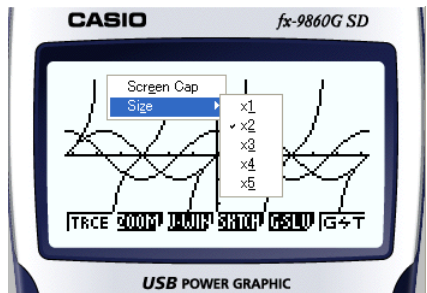 CASIO fx-9860G SD
Screen Cap
Size
x1
✓ x2
x3
x4
x5
TRCE ZOOM V-WIN SKTCH G-SLV G↔T
USB POWER GRAPHIC